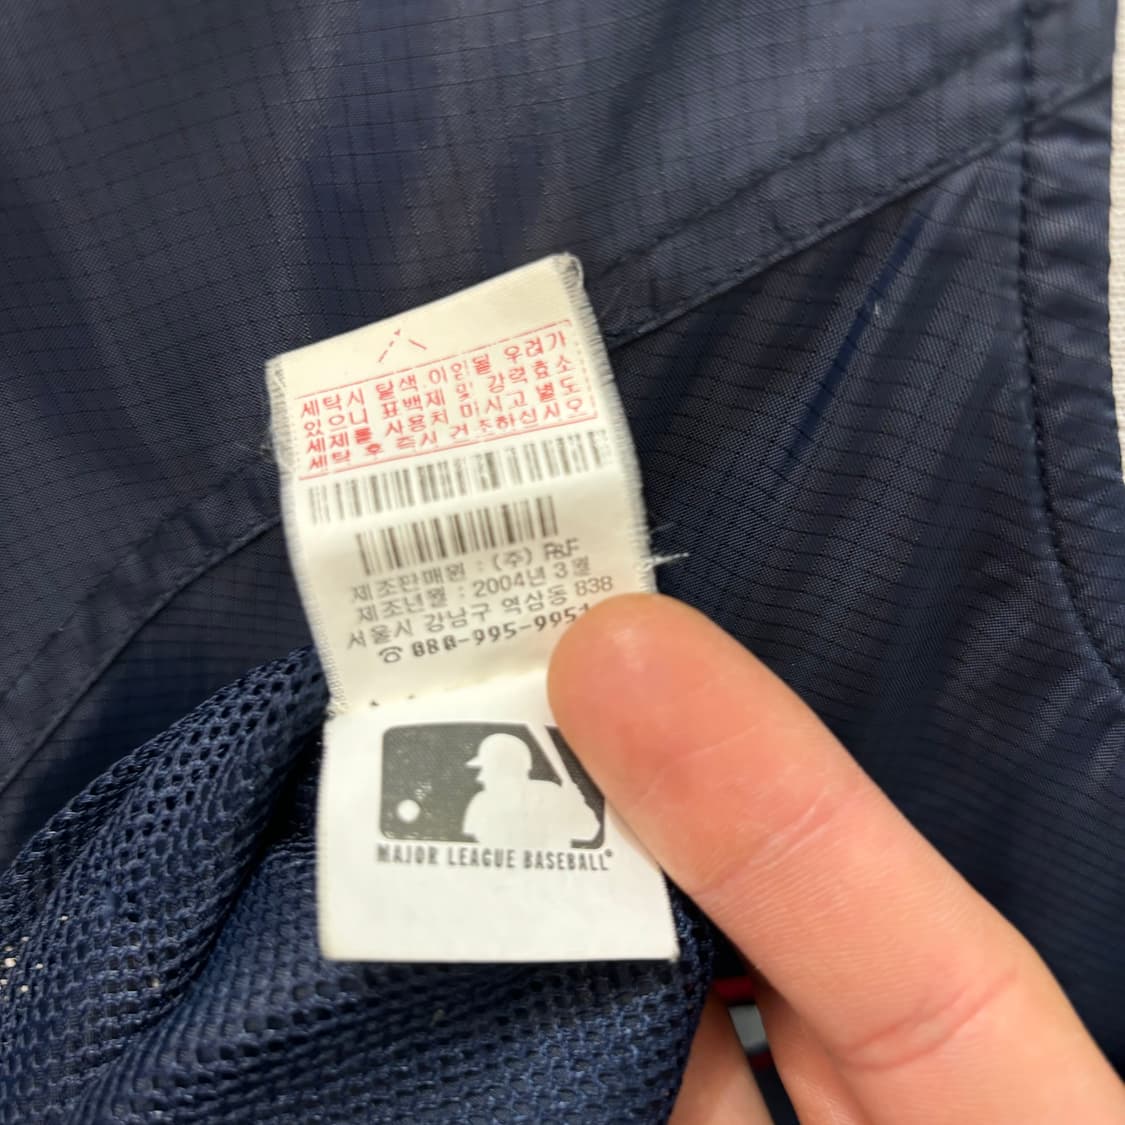 세탁시 탈색.이염될 우려가
있으니 표백제 및 강력효소
세제를 사용치 마시고 별도
세탁 후 즉시 건조하십시오
제조판매원 : (주) F&F
제조년월 : 2004년 3월
서울시 강남구 역삼동 838
☏ 080-995-9951
MAJOR LEAGUE BASEBALL®